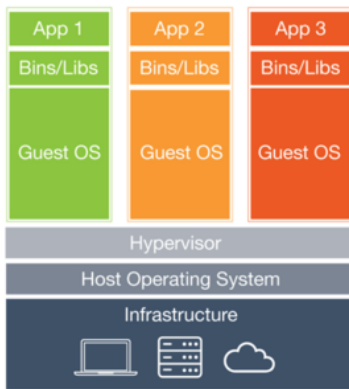 App 1
App 2
App 3
Bins/Libs
Bins/Libs
Bins/Libs
Guest OS
Guest OS
Guest OS
Hypervisor
Host Operating System
Infrastructure